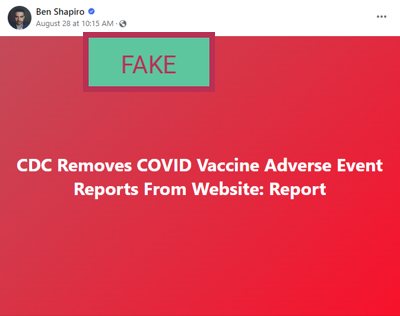 Ben Shapiro
August 28 at 10:15 AM ·
FAKE
CDC Removes COVID Vaccine Adverse Event
Reports From Website: Report